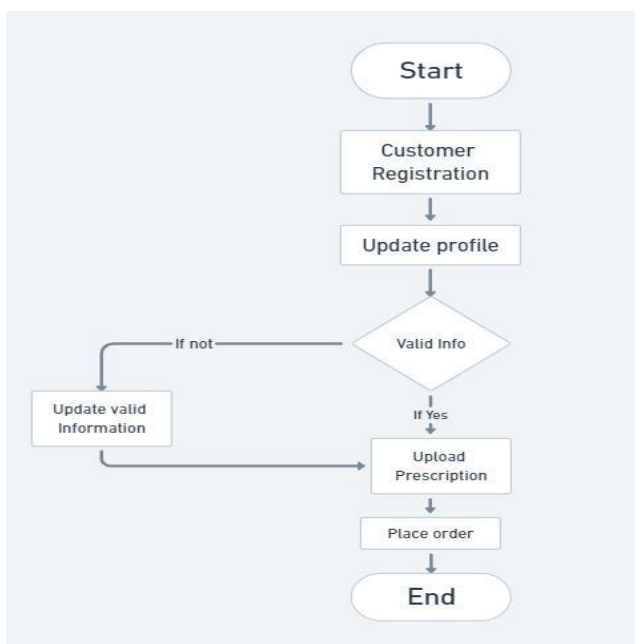 Start
Customer
Registration
Update profile
Valid Info
If not
Update valid
Information
If Yes
Upload
Prescription
Place order
End